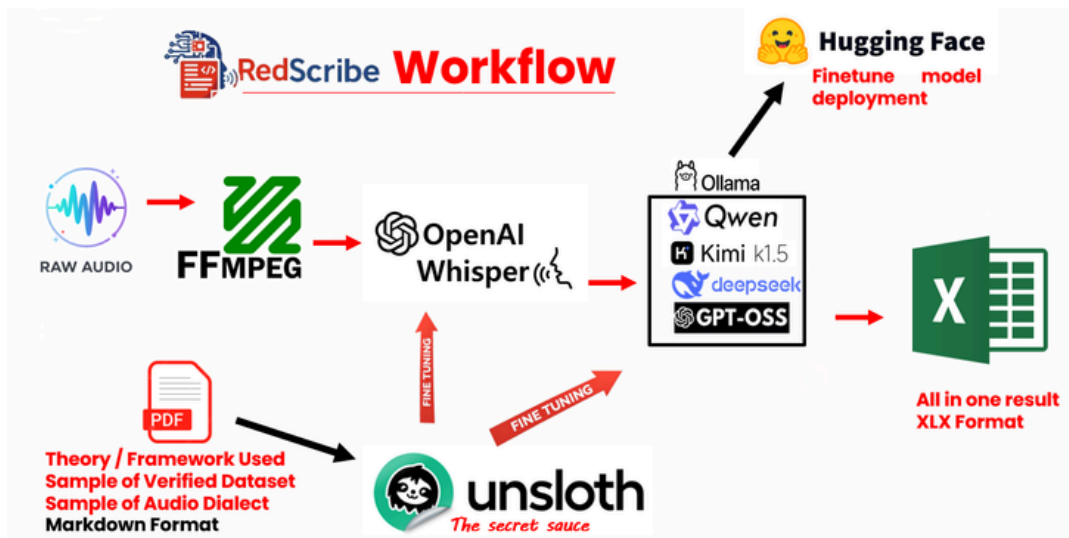 RedScribe Workflow
Hugging Face
Finetune model
deployment
RAW AUDIO
FFMPEG
OpenAI
Whisper
Ollama
Qwen
Kimi k1.5
deepseek
GPT-OSS
X
All in one result
XLX Format
FINE TUNING
FINE TUNING
PDF
Theory / Framework Used
Sample of Verified Dataset
Sample of Audio Dialect
Markdown Format
unsloth
The secret sauce